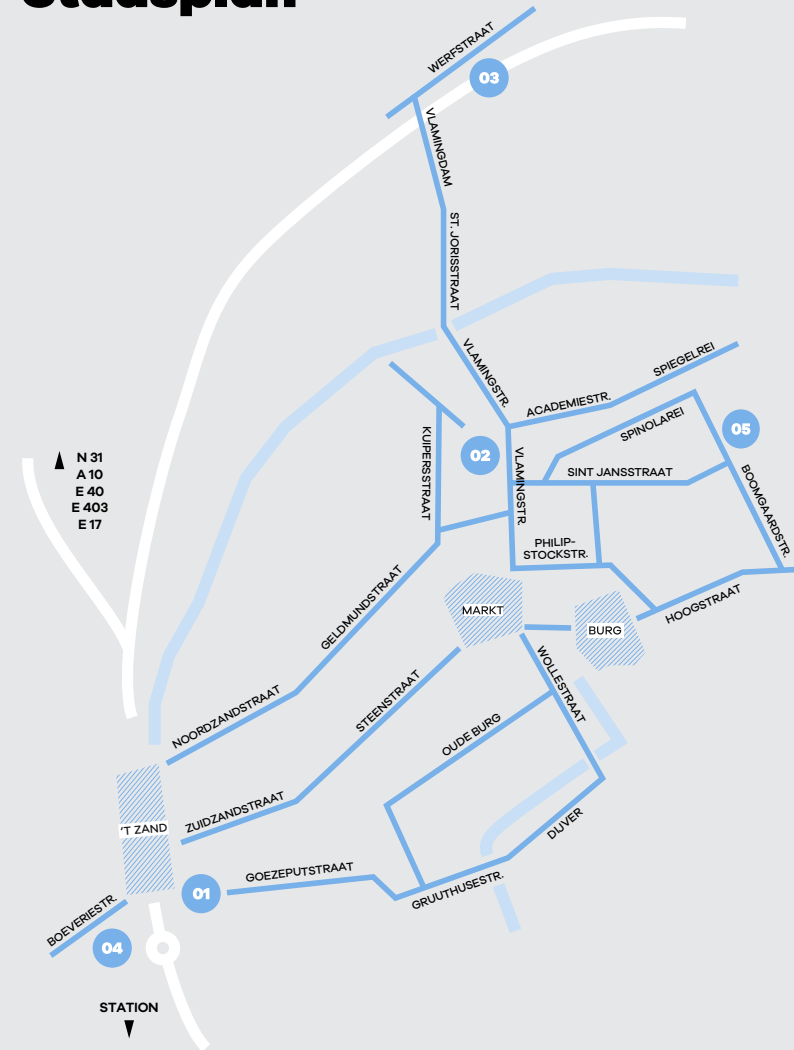 Stadsplan
WERFSTRAAT
03
VLAMINGDAM
ST. JORISSTRAAT
VLAMINGSTR.
SPIEGELREI
ACADEMIESTR.
SPINOLAREI
05
KUIPERSSTRAAT
02
VLAMINGSTR.
SINT JANSSTRAAT
BOOMGAARDSTR.
N 31
A 10
E 40
E 403
E 17
PHILIP-
STOCKSTR.
GELDMUNDSTRAAT
MARKT
BURG
HOOGSTRAAT
WOLLESTRAAT
STEENSTRAAT
NOORDZANDSTRAAT
OUDE BURG
ZUIDZANDSTRAAT
'T ZAND
DIJVER
GOEZEPUTSTRAAT
GRUUTHUSESTR.
01
BOEVERIESTR.
04
STATION